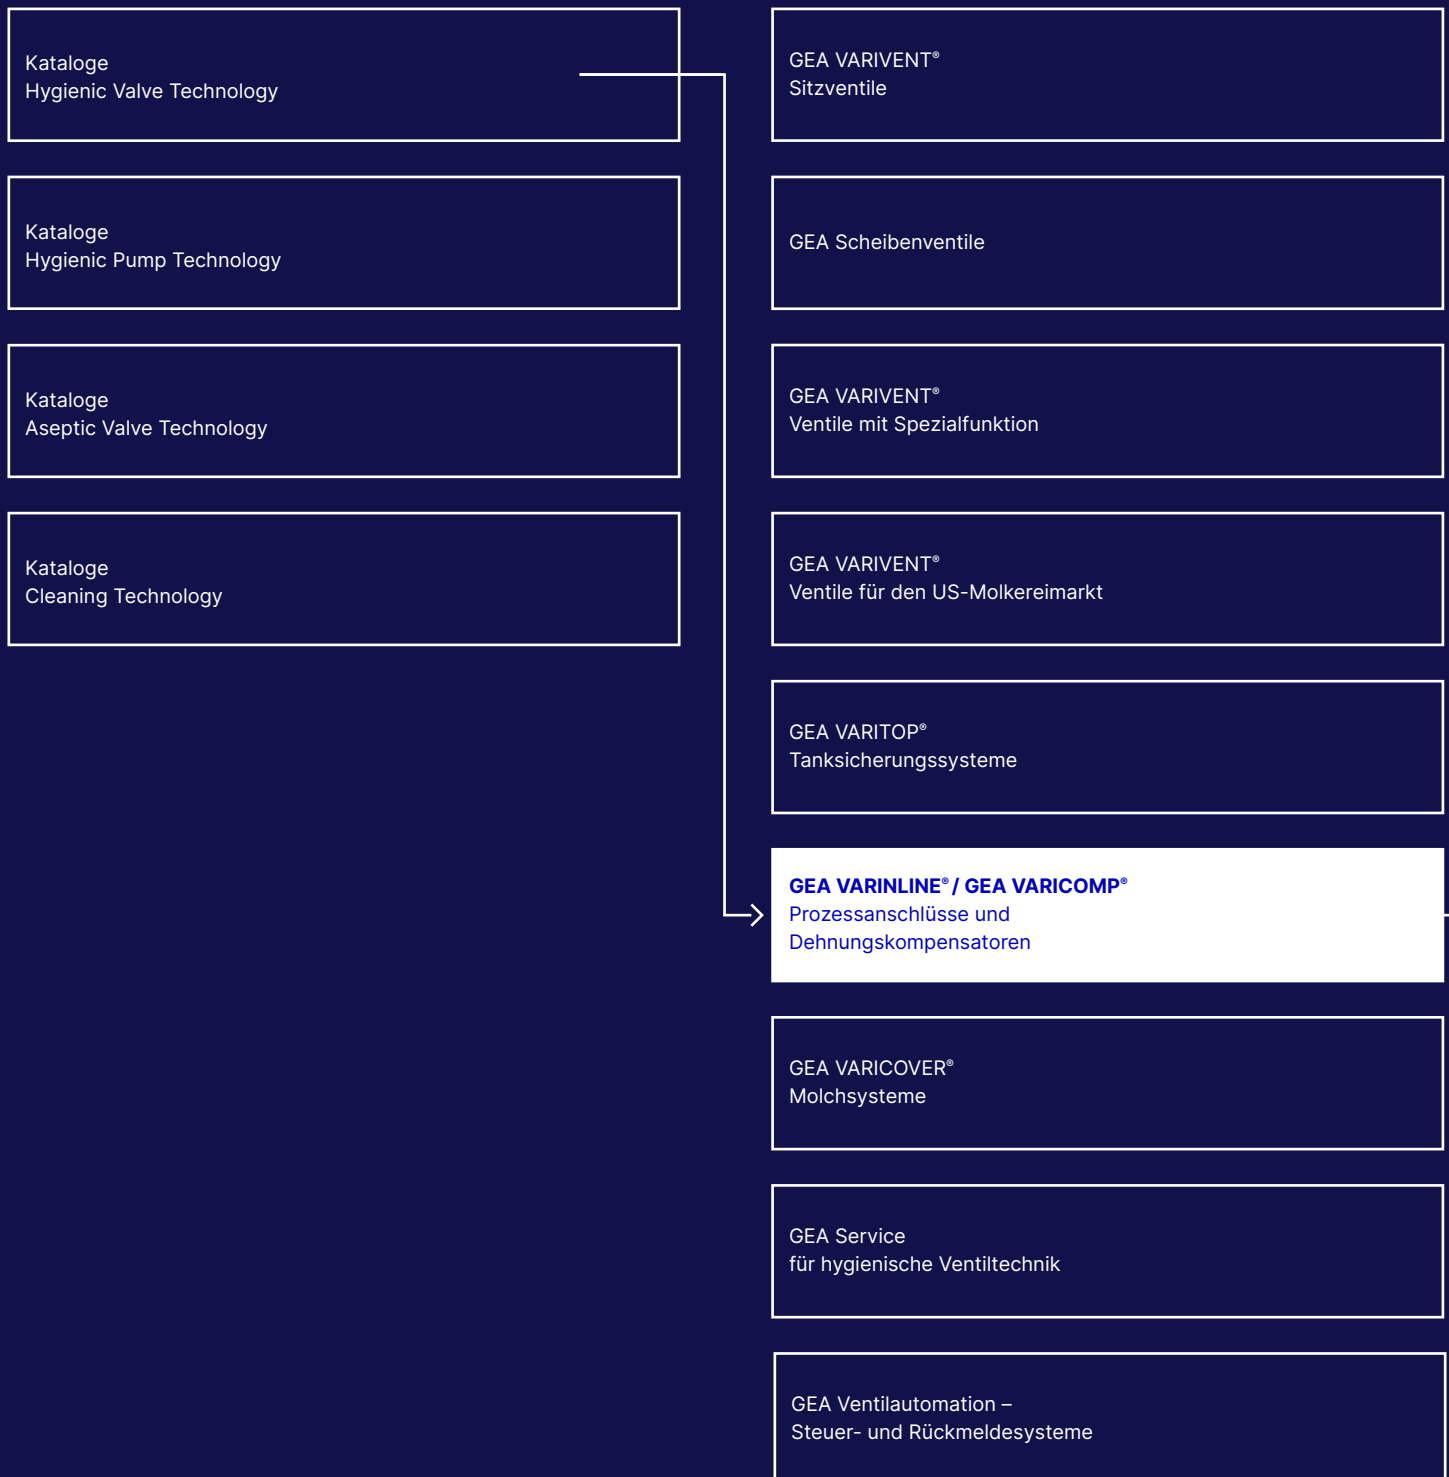 Kataloge
Hygienic Valve Technology
Kataloge
Hygienic Pump Technology
Kataloge
Aseptic Valve Technology
Kataloge
Cleaning Technology
GEA VARIVENT®
Sitzventile
GEA Scheibenventile
GEA VARIVENT®
Ventile mit Spezialfunktion
GEA VARIVENT®
Ventile für den US-Molkereimarkt
GEA VARITOP®
Tanksicherungssysteme
GEA VARINLINE® / GEA VARICOMP®
Prozessanschlüsse und
Dehnungskompensatoren
GEA VARICOVER®
Molchsysteme
GEA Service
für hygienische Ventiltechnik
GEA Ventilautomation –
Steuer- und Rückmeldesysteme